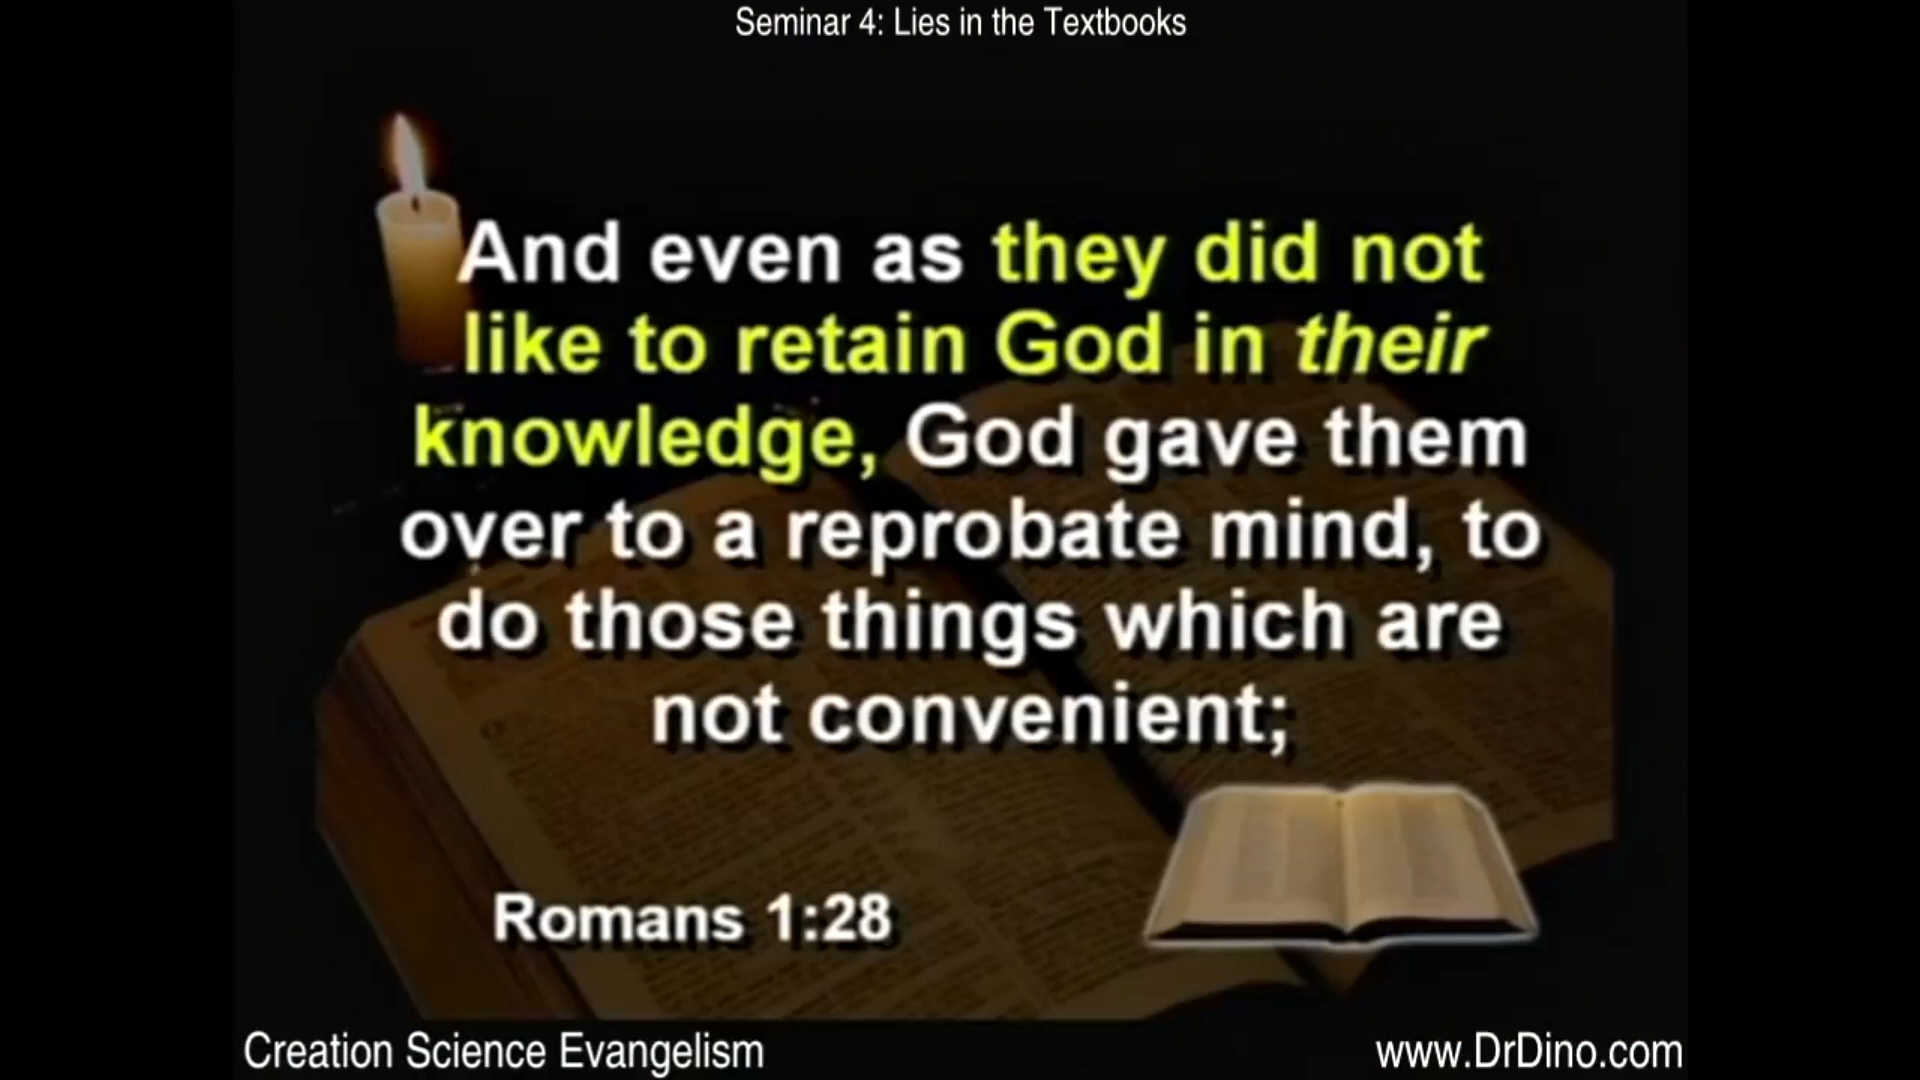 Seminar 4: Lies in the Textbooks
And even as they did not
like to retain God in their
knowledge, God gave them
over to a reprobate mind, to
do those things which are
not convenient;
Romans 1:28
Creation Science Evangelism
www.DrDino.com